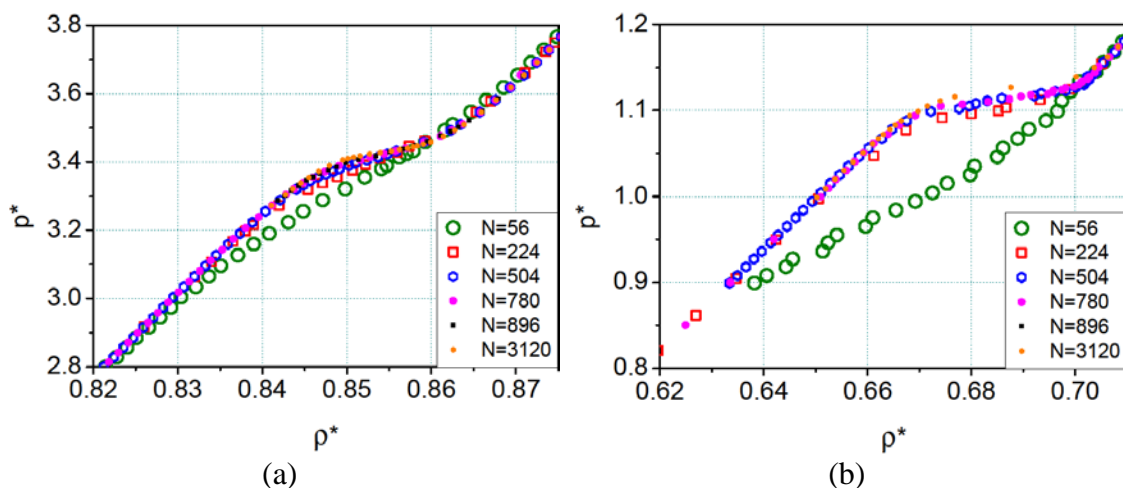 3.8
3.6
3.4
3.2
3.0
2.8
p*
0.82 0.83 0.84 0.85 0.86 0.87
ρ*
N=56
N=224
N=504
N=780
N=896
N=3120
(a)
1.2
1.1
1.0
0.9
0.8
p*
0.62 0.64 0.66 0.68 0.70
ρ*
N=56
N=224
N=504
N=780
N=896
N=3120
(b)